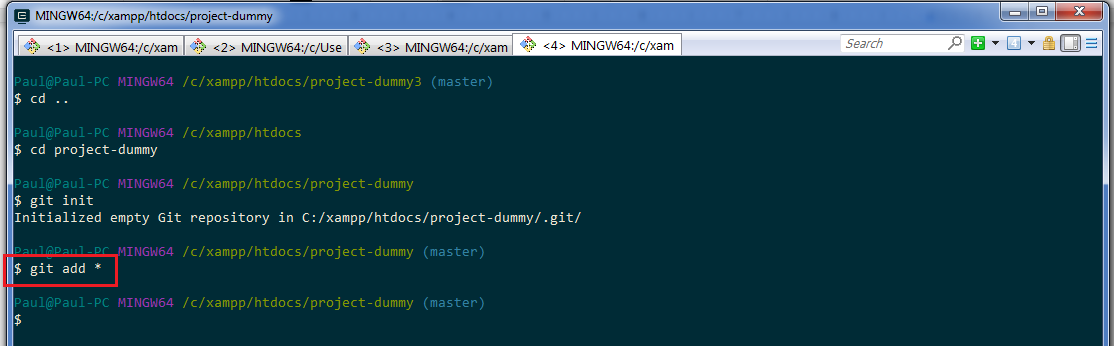 MINGW64:/c/xampp/htdocs/project-dummy
<1> MINGW64:/c/xam <2> MINGW64:/c/Use <3> MINGW64:/c/xam <4> MINGW64:/c/xam Search
Paul@Paul-PC MINGW64 /c/xampp/htdocs/project-dummy3 (master)
$ cd ..
Paul@Paul-PC MINGW64 /c/xampp/htdocs
$ cd project-dummy
Paul@Paul-PC MINGW64 /c/xampp/htdocs/project-dummy
$ git init
Initialized empty Git repository in C:/xampp/htdocs/project-dummy/.git/
Paul@Paul-PC MINGW64 /c/xampp/htdocs/project-dummy (master)
$ git add *
Paul@Paul-PC MINGW64 /c/xampp/htdocs/project-dummy (master)
$